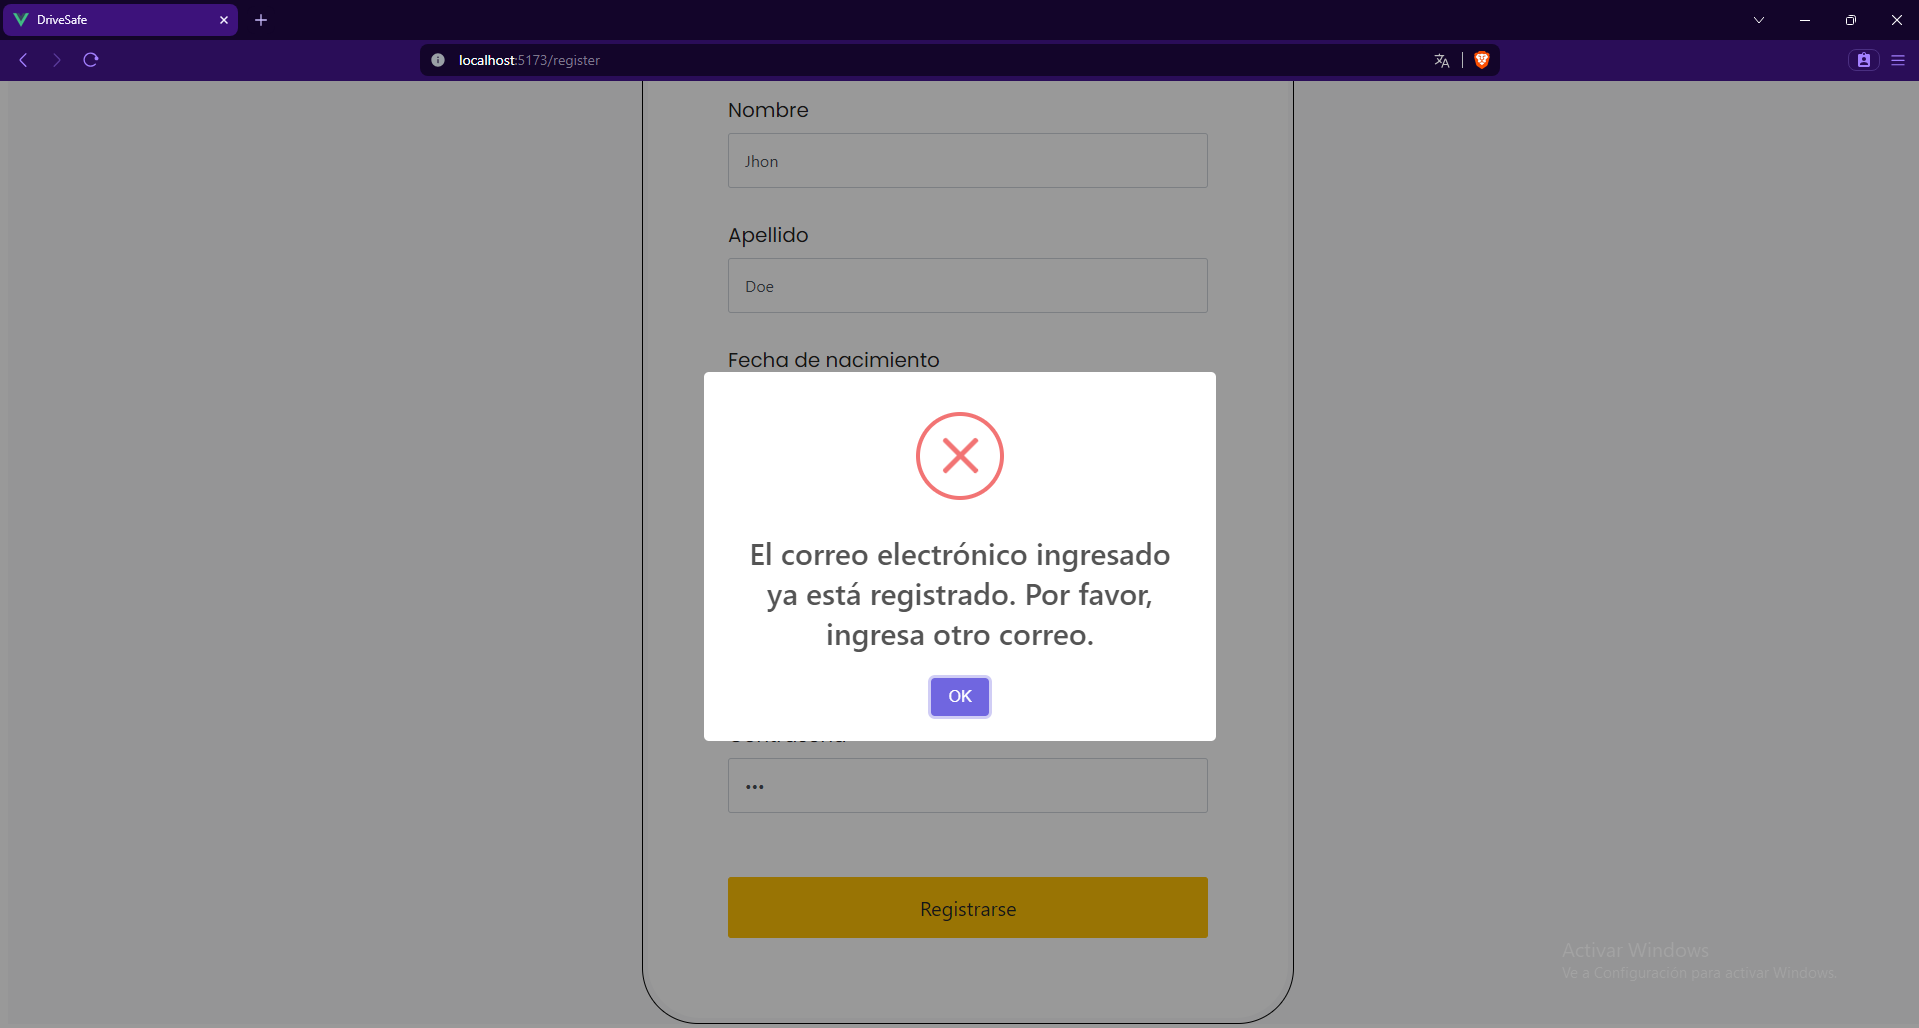 DriveSafe
localhost:5173/register
Nombre
Jhon
Apellido
Doe
Fecha de nacimiento
El correo electrónico ingresado
ya está registrado. Por favor,
ingresa otro correo.
OK
Registrarse
Activar Windows
Ve a Configuración para activar Windows.